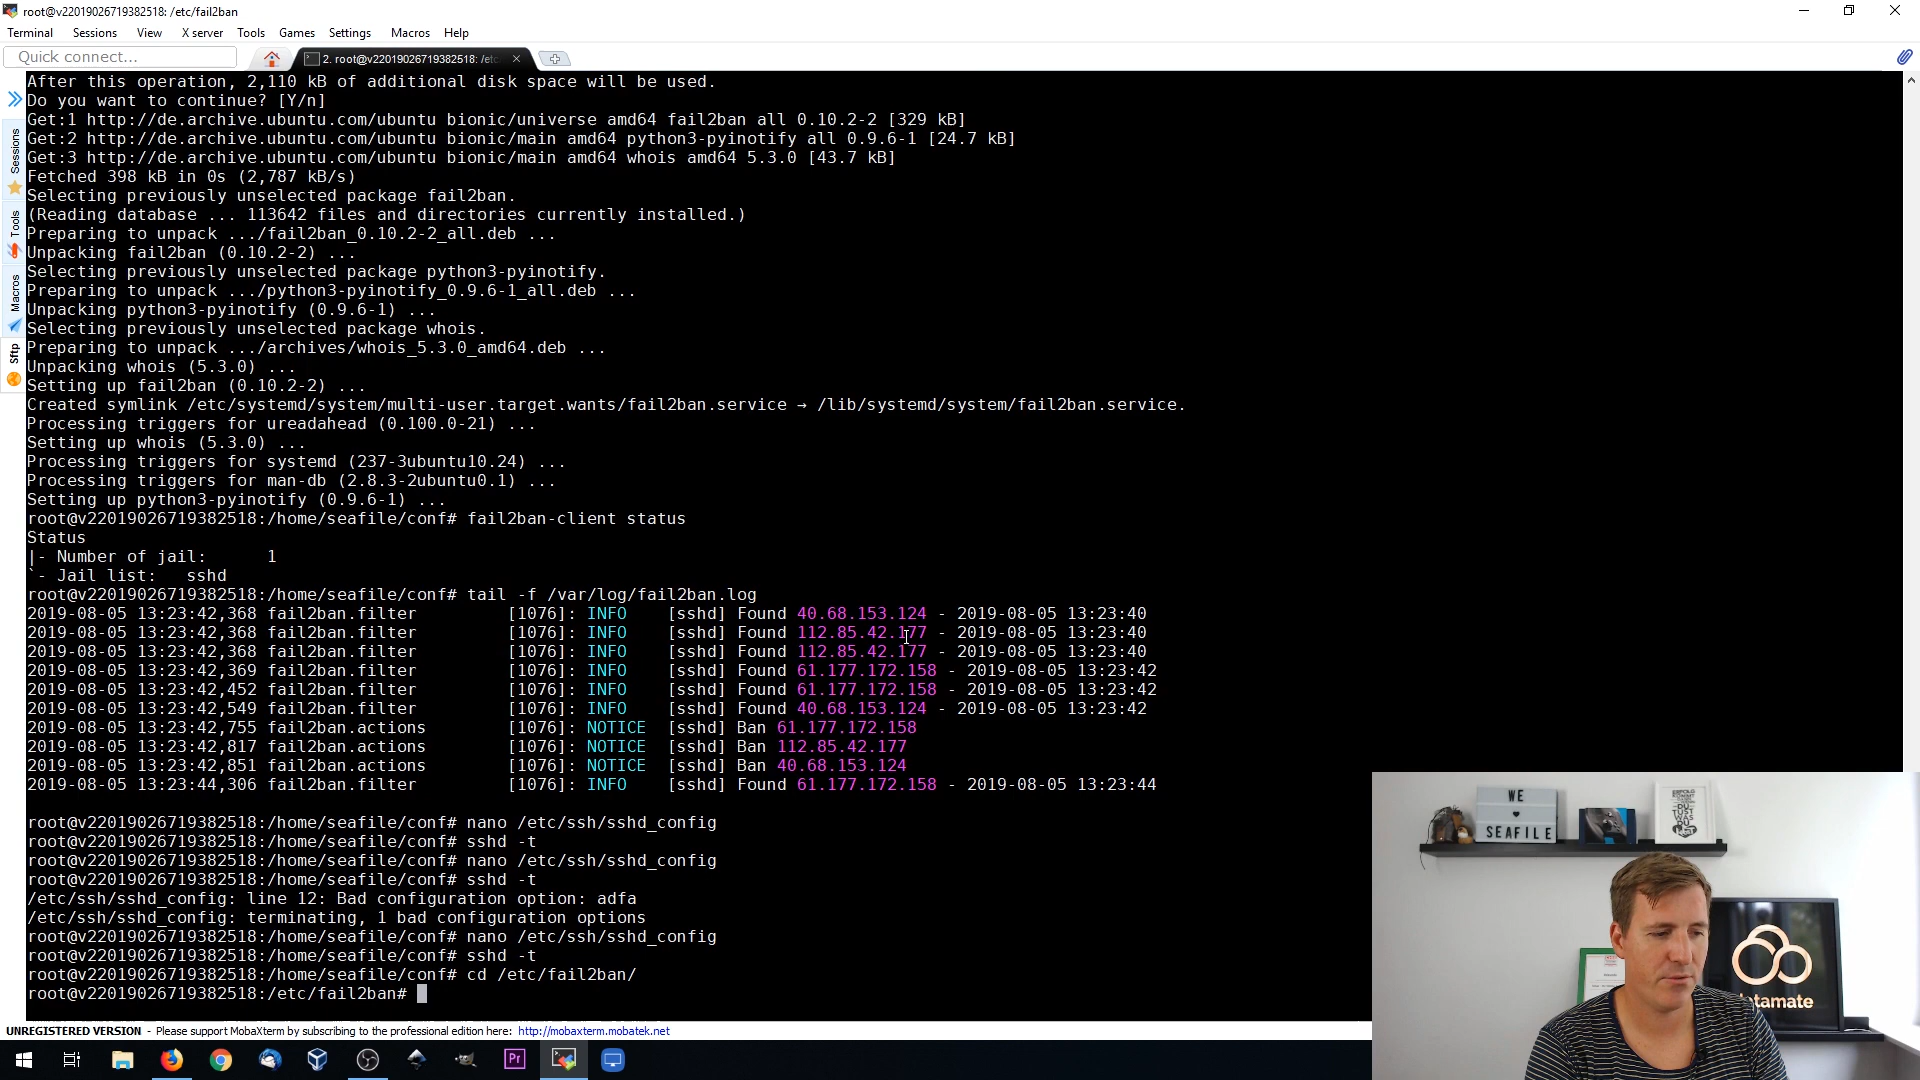 root@v22019026719382518: /etc/fail2ban
Terminal Sessions View X server Tools Games Settings Macros Help
Quick connect...
2. root@v22019026719382518: /etc
After this operation, 2,110 kB of additional disk space will be used.
Do you want to continue? [Y/n]
Get:1 http://de.archive.ubuntu.com/ubuntu bionic/universe amd64 fail2ban all 0.10.2-2 [329 kB]
Get:2 http://de.archive.ubuntu.com/ubuntu bionic/main amd64 python3-pyinotify all 0.9.6-1 [24.7 kB]
Get:3 http://de.archive.ubuntu.com/ubuntu bionic/main amd64 whois amd64 5.3.0 [43.7 kB]
Fetched 398 kB in 0s (2,787 kB/s)
Selecting previously unselected package fail2ban.
(Reading database ... 113642 files and directories currently installed.)
Preparing to unpack .../fail2ban_0.10.2-2_all.deb ...
Unpacking fail2ban (0.10.2-2) ...
Selecting previously unselected package python3-pyinotify.
Preparing to unpack .../python3-pyinotify_0.9.6-1_all.deb ...
Unpacking python3-pyinotify (0.9.6-1) ...
Selecting previously unselected package whois.
Preparing to unpack .../archives/whois_5.3.0_amd64.deb ...
Unpacking whois (5.3.0) ...
Setting up fail2ban (0.10.2-2) ...
Created symlink /etc/systemd/system/multi-user.target.wants/fail2ban.service → /lib/systemd/system/fail2ban.service.
Processing triggers for ureadahead (0.100.0-21) ...
Setting up whois (5.3.0) ...
Processing triggers for systemd (237-3ubuntu10.24) ...
Processing triggers for man-db (2.8.3-2ubuntu0.1) ...
Setting up python3-pyinotify (0.9.6-1) ...
root@v22019026719382518:/home/seafile/conf# fail2ban-client status
Status
|- Number of jail:      1
`- Jail list:   sshd
root@v22019026719382518:/home/seafile/conf# tail -f /var/log/fail2ban.log
2019-08-05 13:23:42,368 fail2ban.filter         [1076]: INFO    [sshd] Found 40.68.153.124 - 2019-08-05 13:23:40
2019-08-05 13:23:42,368 fail2ban.filter         [1076]: INFO    [sshd] Found 112.85.42.177 - 2019-08-05 13:23:40
2019-08-05 13:23:42,368 fail2ban.filter         [1076]: INFO    [sshd] Found 112.85.42.177 - 2019-08-05 13:23:40
2019-08-05 13:23:42,369 fail2ban.filter         [1076]: INFO    [sshd] Found 61.177.172.158 - 2019-08-05 13:23:42
2019-08-05 13:23:42,452 fail2ban.filter         [1076]: INFO    [sshd] Found 61.177.172.158 - 2019-08-05 13:23:42
2019-08-05 13:23:42,549 fail2ban.filter         [1076]: INFO    [sshd] Found 40.68.153.124 - 2019-08-05 13:23:42
2019-08-05 13:23:42,755 fail2ban.actions        [1076]: NOTICE  [sshd] Ban 61.177.172.158
2019-08-05 13:23:42,817 fail2ban.actions        [1076]: NOTICE  [sshd] Ban 112.85.42.177
2019-08-05 13:23:42,851 fail2ban.actions        [1076]: NOTICE  [sshd] Ban 40.68.153.124
2019-08-05 13:23:44,306 fail2ban.filter         [1076]: INFO    [sshd] Found 61.177.172.158 - 2019-08-05 13:23:44
root@v22019026719382518:/home/seafile/conf# nano /etc/ssh/sshd_config
root@v22019026719382518:/home/seafile/conf# sshd -t
root@v22019026719382518:/home/seafile/conf# nano /etc/ssh/sshd_config
root@v22019026719382518:/home/seafile/conf# sshd -t
/etc/ssh/sshd_config: line 12: Bad configuration option: adfa
/etc/ssh/sshd_config: terminating, 1 bad configuration options
root@v22019026719382518:/home/seafile/conf# nano /etc/ssh/sshd_config
root@v22019026719382518:/home/seafile/conf# sshd -t
root@v22019026719382518:/home/seafile/conf# cd /etc/fail2ban/
root@v22019026719382518:/etc/fail2ban#
Sessions
Tools
Macros
Sftp
WE
♥
SEAFILE
DU
TUST
WAS
DU
tamate
UNREGISTERED VERSION - Please support MobaXterm by subscribing to the professional edition here: http://mobaxterm.mobatek.net
Pr